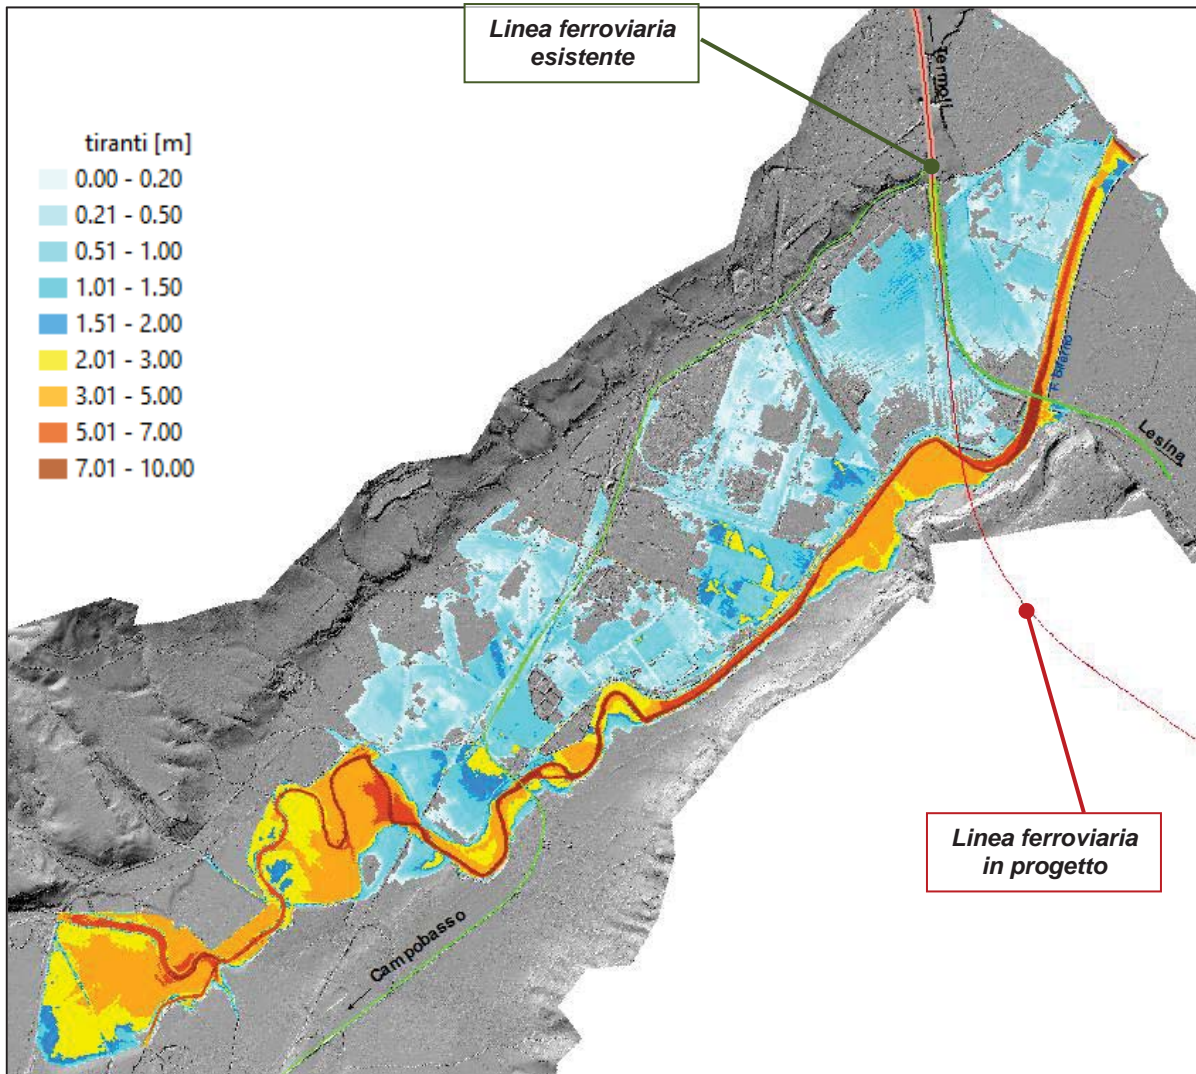 Linea ferroviaria
esistente
Termoli
tiranti [m]
0.00 - 0.20
0.21 - 0.50
0.51 - 1.00
1.01 - 1.50
1.51 - 2.00
2.01 - 3.00
3.01 - 5.00
5.01 - 7.00
7.01 - 10.00
F. Biferno
Lesina
Linea ferroviaria
in progetto
Campobasso